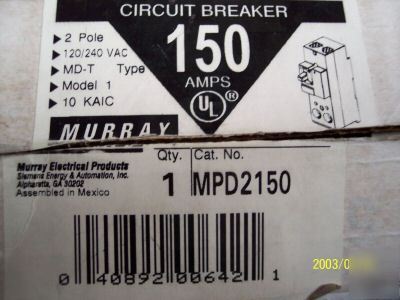 CIRCUIT BREAKER
2 Pole
120/240 VAC
MD-T Type
Model 1
10 KAIC
150
AMPS
UL®
MURRAY
Murray Electrical Products
Siemens Energy & Automation, Inc.
Alpharetta, GA 30202
Assembled in Mexico
Qty. Cat. No.
1 MPD2150
0 40892 00642 1